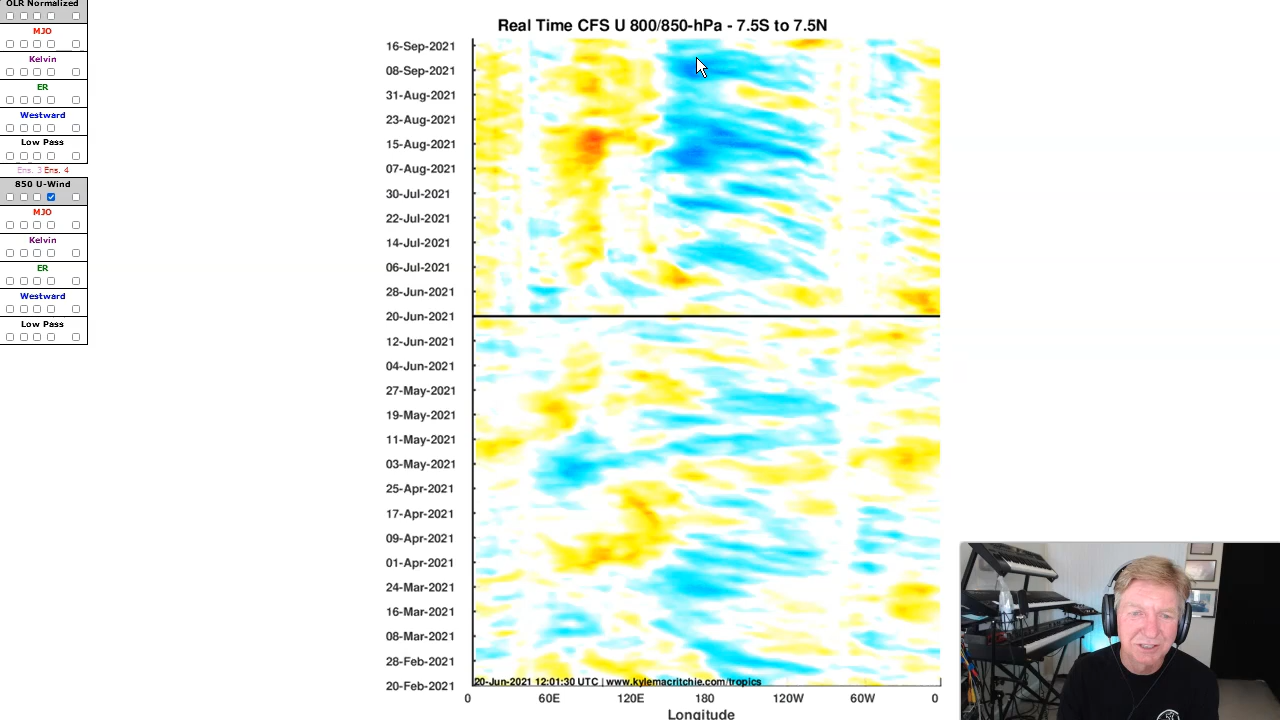 OLR Normalized
MJO
Kelvin
ER
Westward
Low Pass
Ens. 3 Ens. 4
850 U-Wind
MJO
Kelvin
ER
Westward
Low Pass
Real Time CFS U 800/850-hPa - 7.5S to 7.5N
16-Sep-2021
08-Sep-2021
31-Aug-2021
23-Aug-2021
15-Aug-2021
07-Aug-2021
30-Jul-2021
22-Jul-2021
14-Jul-2021
06-Jul-2021
28-Jun-2021
20-Jun-2021
12-Jun-2021
04-Jun-2021
27-May-2021
19-May-2021
11-May-2021
03-May-2021
25-Apr-2021
17-Apr-2021
09-Apr-2021
01-Apr-2021
24-Mar-2021
16-Mar-2021
08-Mar-2021
28-Feb-2021
20-Feb-2021
20-Jun-2021 12:01:30 UTC | www.kylemacritchie.com/tropics
0 60E 120E 180 120W 60W 0
Longitude